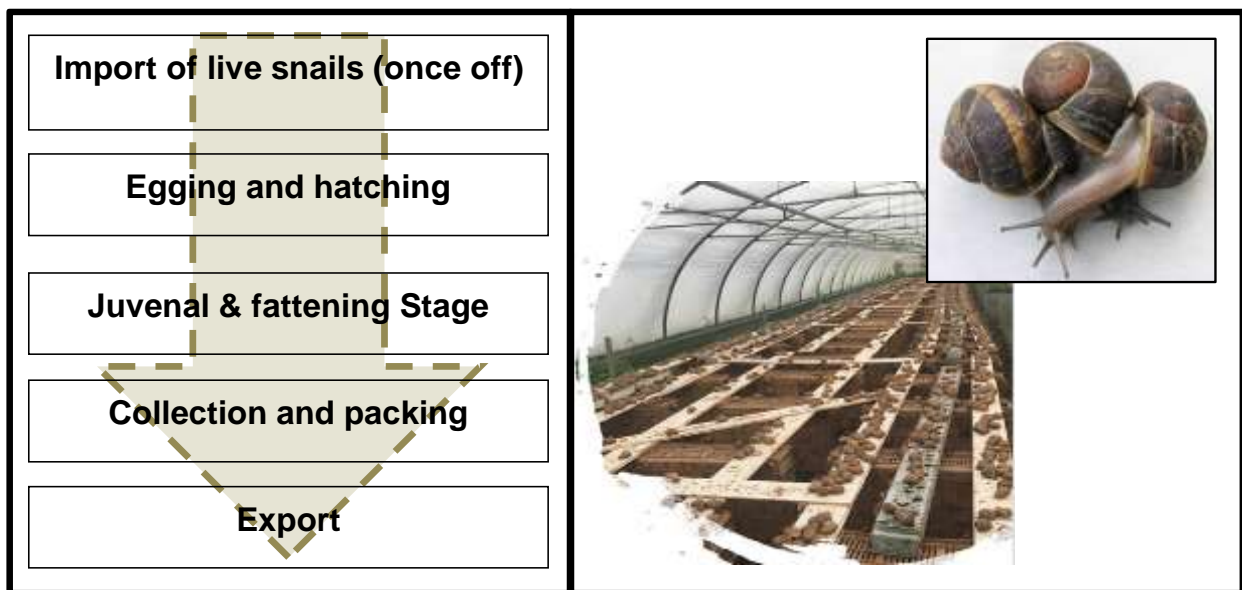 Import of live snails (once off)
Egging and hatching
Juvenal & fattening Stage
Collection and packing
Export